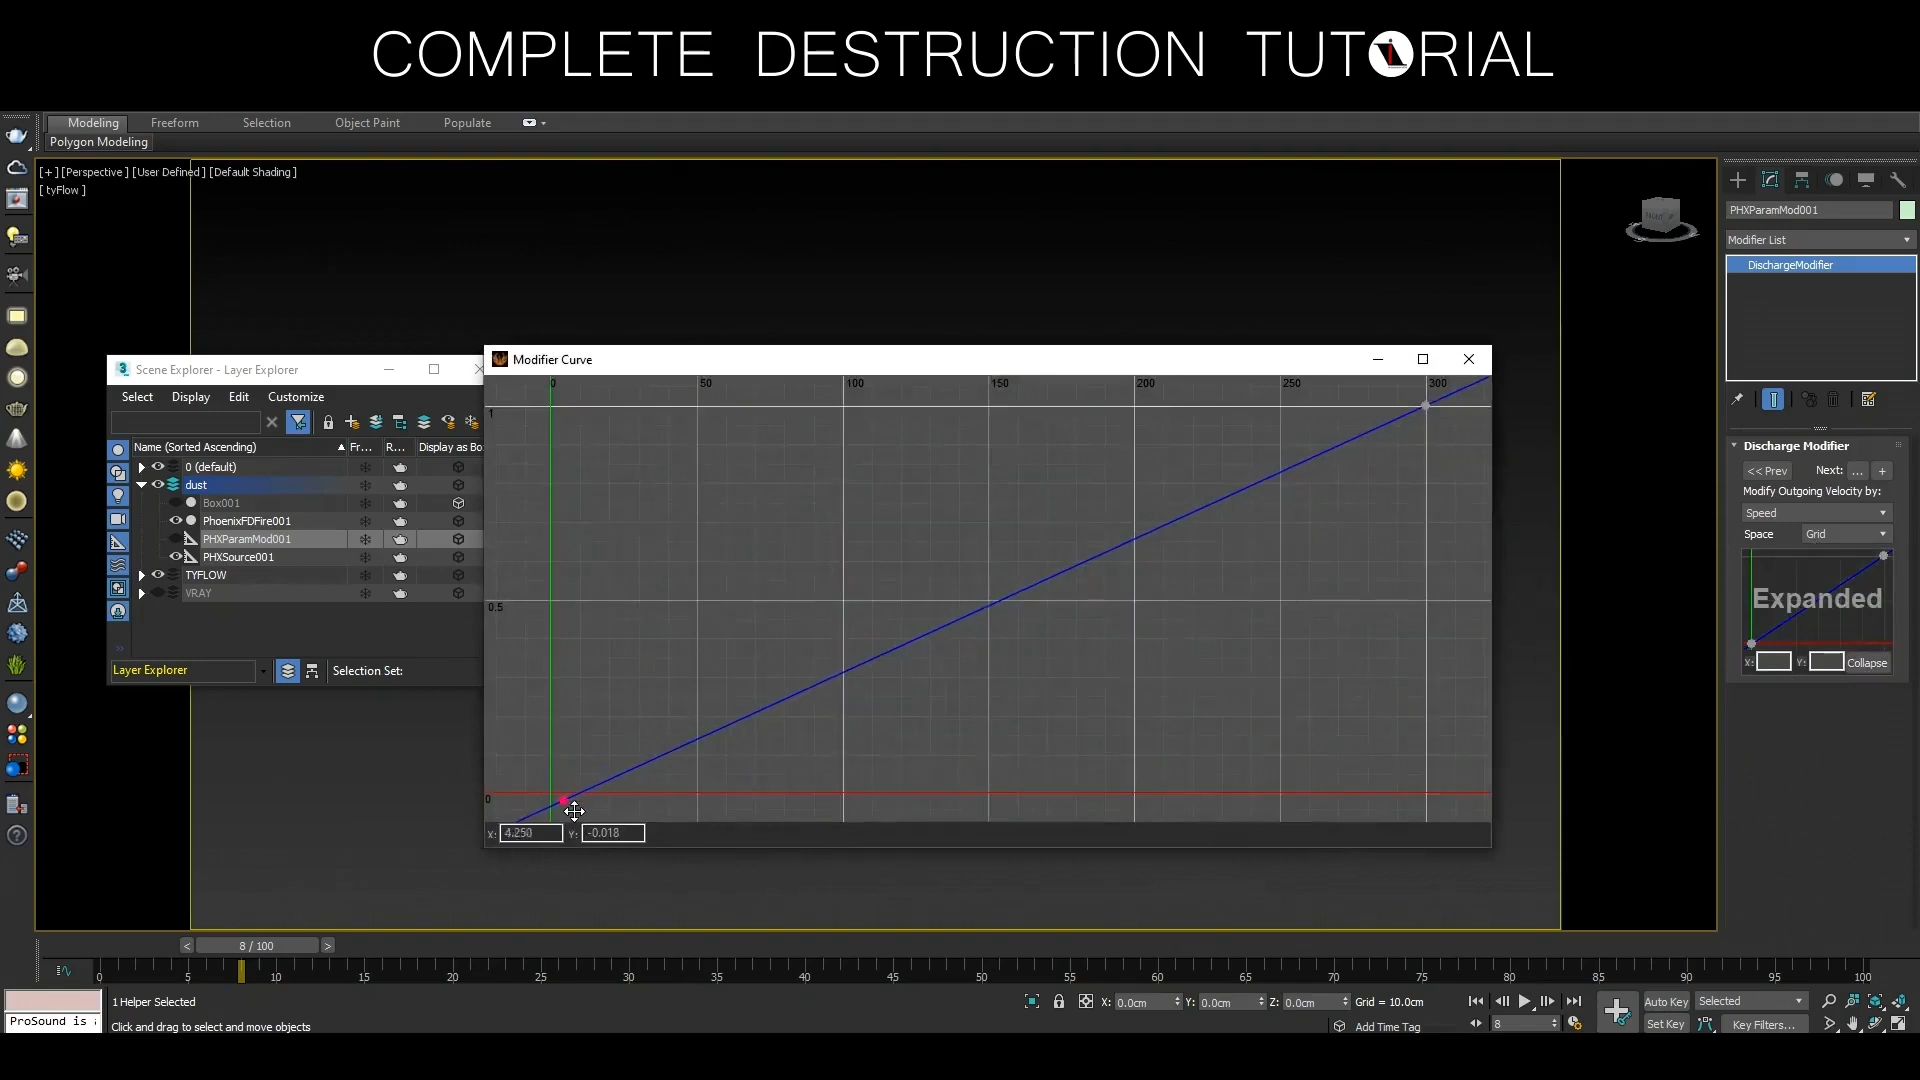 COMPLETE DESTRUCTION TUTORIAL
Modeling Freeform Selection Object Paint Populate
Polygon Modeling
[+] [Perspective] [User Defined] [Default Shading]
[tyFlow]
PHXParamMod001
Modifier List
DischargeModifier
Discharge Modifier
<< Prev Next: ... +
Modify Outgoing Velocity by:
Speed
Space Grid
Expanded
X: Y: Collapse
Scene Explorer - Layer Explorer
Select Display Edit Customize
Name (Sorted Ascending) Fr... R... Display as Bo
0 (default)
dust
Box001
PhoenixFDFire001
PHXParamMod001
PHXSource001
TYFLOW
VRAY
Layer Explorer Selection Set:
Modifier Curve
0 50 100 150 200 250 300
1
0.5
0
X: 4.250 Y: -0.018
< 8 / 100 >
0 5 10 15 20 25 30 35 40 45 50 55 60 65 70 75 80 85 90 95 100
1 Helper Selected
X: 0.0cm Y: 0.0cm Z: 0.0cm Grid = 10.0cm
Auto Key Selected
ProSound is
Click and drag to select and move objects
Add Time Tag
8
Set Key Key Filters...